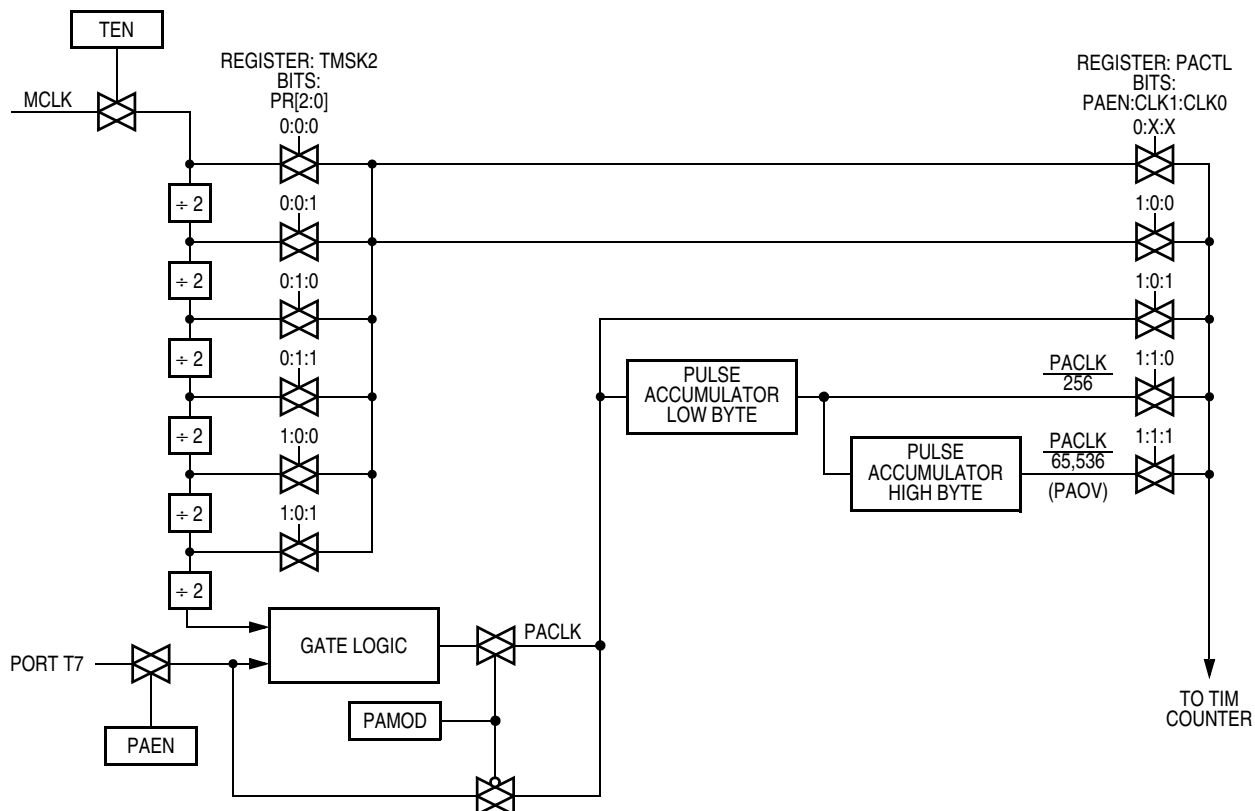 TEN
MCLK
REGISTER: TMSK2
BITS:
PR[2:0]
0:0:0
÷ 2
0:0:1
÷ 2
0:1:0
÷ 2
0:1:1
÷ 2
1:0:0
÷ 2
1:0:1
÷ 2
REGISTER: PACTL
BITS:
PAEN:CLK1:CLK0
0:X:X
1:0:0
1:0:1
1:1:0
1:1:1
PULSE
ACCUMULATOR
LOW BYTE
PACLK
256
PULSE
ACCUMULATOR
HIGH BYTE
PACLK
65,536
(PAOV)
GATE LOGIC
PACLK
PORT T7
PAEN
PAMOD
TO TIM
COUNTER